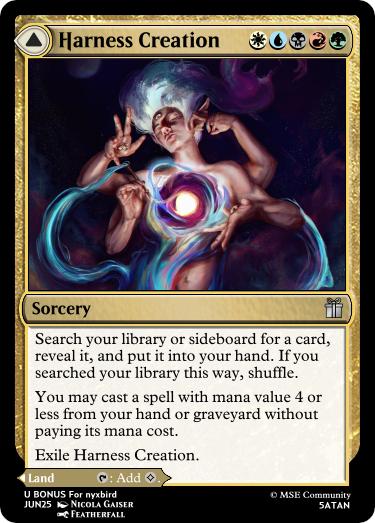 Harness Creation
Sorcery
Search your library or sideboard for a card,
reveal it, and put it into your hand. If you
searched your library this way, shuffle.
You may cast a spell with mana value 4 or
less from your hand or graveyard without
paying its mana cost.
Exile Harness Creation.
Land : Add .
U BONUS For nyxbird
© MSE Community
JUN25 Nicola Gaiser
5ATAN
Featherfall